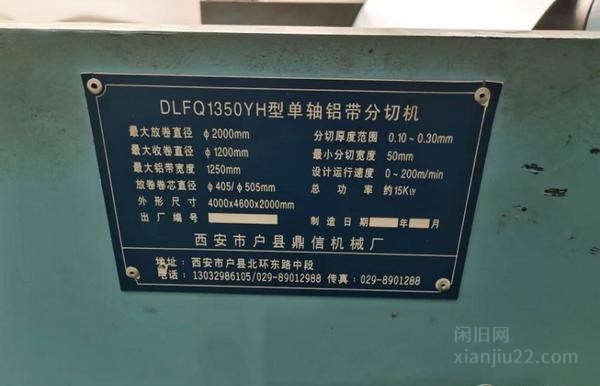 DLFQ1350YH型单轴铝带分切机
最大放卷直径 ф2000mm 分切厚度范围 0.10~0.30mm
最大收卷直径 ф1200mm 最小分切宽度 50mm
最大铝带宽度 1250mm 设计运行速度 0~200m/min
放卷卷芯直径 ф405/ф505mm 总功率 约15KW
外形尺寸 4000x4600x2000mm
出厂编号 制造日期 年 月
西安市户县鼎信机械厂
地址: 西安市户县北环东路中段
电话: 13032986105/029-89012988 传真: 029-8901288
闲旧网
xianjiu22.com